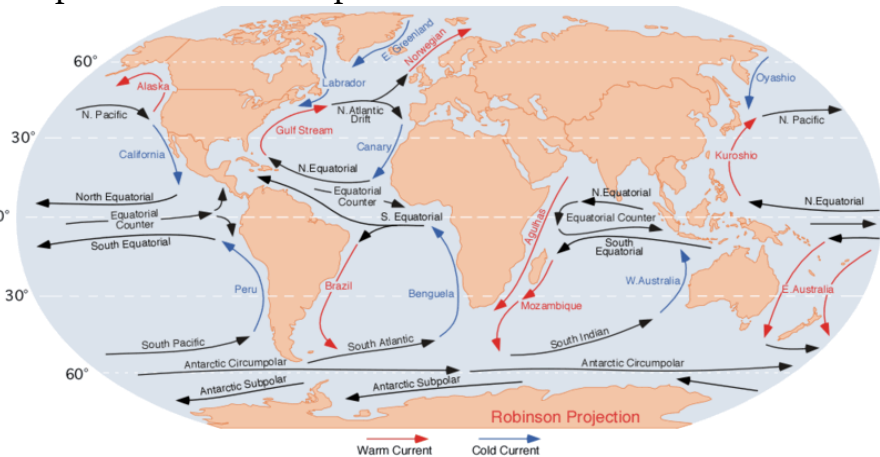 60°
30°
0°
30°
60°
E. Greenland
Norwegian
Labrador
Alaska
N. Pacific
California
N.Atlantic
Drift
Gulf Stream
Canary
N.Equatorial
Equatorial
Counter
S. Equatorial
North Equatorial
Equatorial
Counter
South Equatorial
Peru
Brazil
Benguela
South Pacific
South Atlantic
Antarctic Circumpolar
Antarctic Subpolar
Antarctic Subpolar
Agulhas
Mozambique
N.Equatorial
Equatorial Counter
South
Equatorial
W.Australia
South Indian
Antarctic Circumpolar
Oyashio
N. Pacific
Kuroshio
N.Equatorial
E.Australia
Robinson Projection
Warm Current
Cold Current